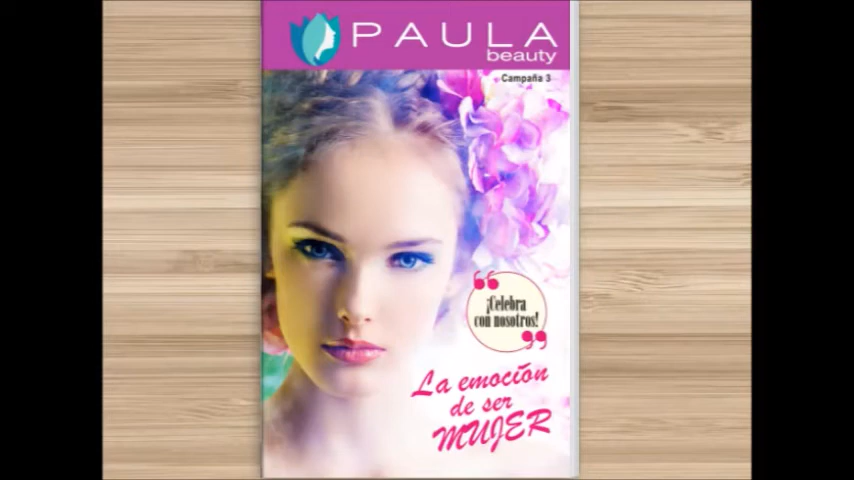 PAULA
beauty
Campaña 3
¡Celebra
con nosotros!
La emoción
de ser
MUJER